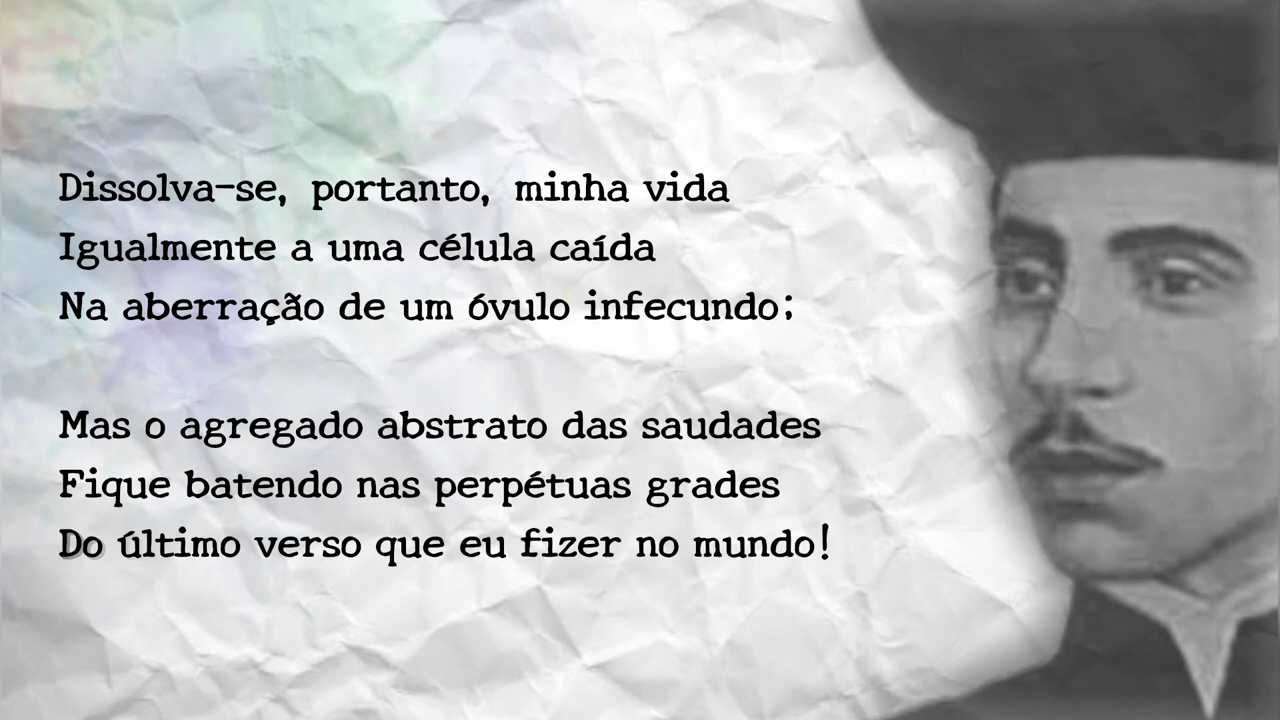 Dissolva-se, portanto, minha vida
Igualmente a uma célula caída
Na aberração de um óvulo infecundo;
Mas o agregado abstrato das saudades
Fique batendo nas perpétuas grades
Do último verso que eu fizer no mundo!